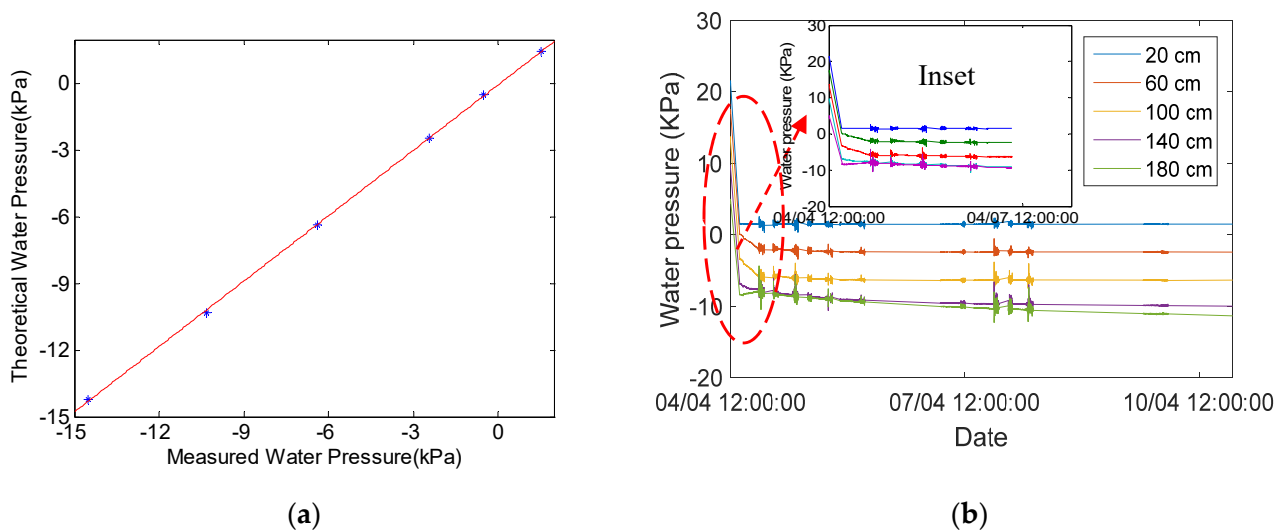 Theoretical Water Pressure(kPa)
0
-3
-6
-9
-12
-15
-15
-12
-9
-6
-3
0
Measured Water Pressure(kPa)
(a)
Water pressure (KPa)
30
20
10
0
-10
-20
04/04 12:00:00
07/04 12:00:00
10/04 12:00:00
Date
Water pressure (KPa)
30
20
10
0
-10
-20
04/04 12:00:00
04/07 12:00:00
Inset
20 cm
60 cm
100 cm
140 cm
180 cm
(b)